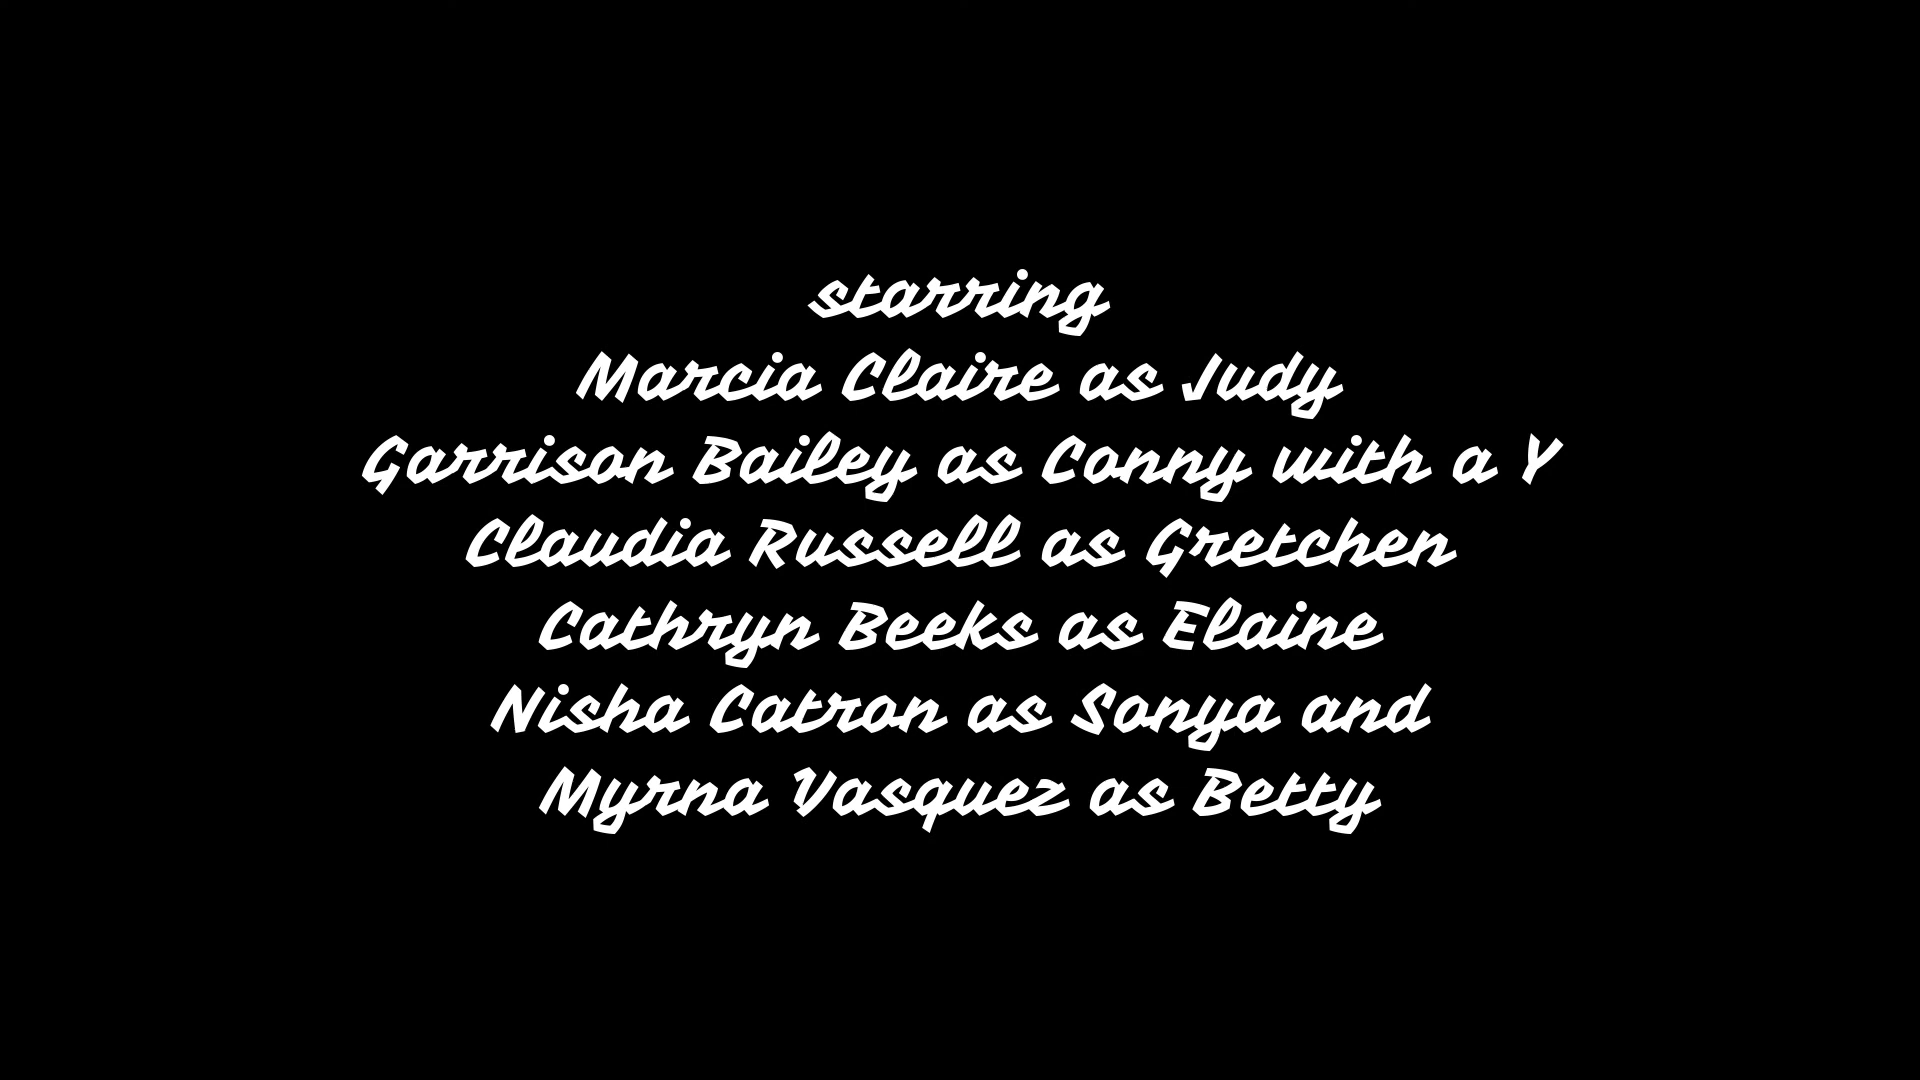 starring
Marcia Claire as Judy
Garrison Bailey as Conny with a Y
Claudia Russell as Gretchen
Cathryn Beeks as Elaine
Nisha Catron as Sonya and
Myrna Vasquez as Betty